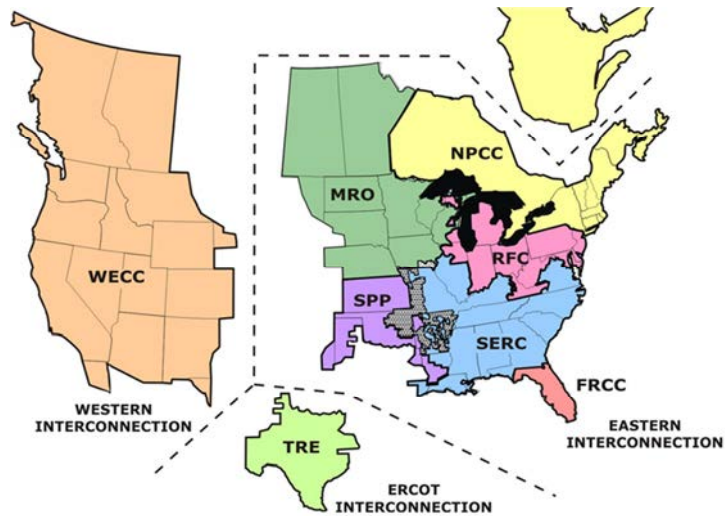 NPCC
MRO
RFC
WECC
SPP
SERC
FRCC
WESTERN
INTERCONNECTION
EASTERN
INTERCONNECTION
TRE
ERCOT
INTERCONNECTION